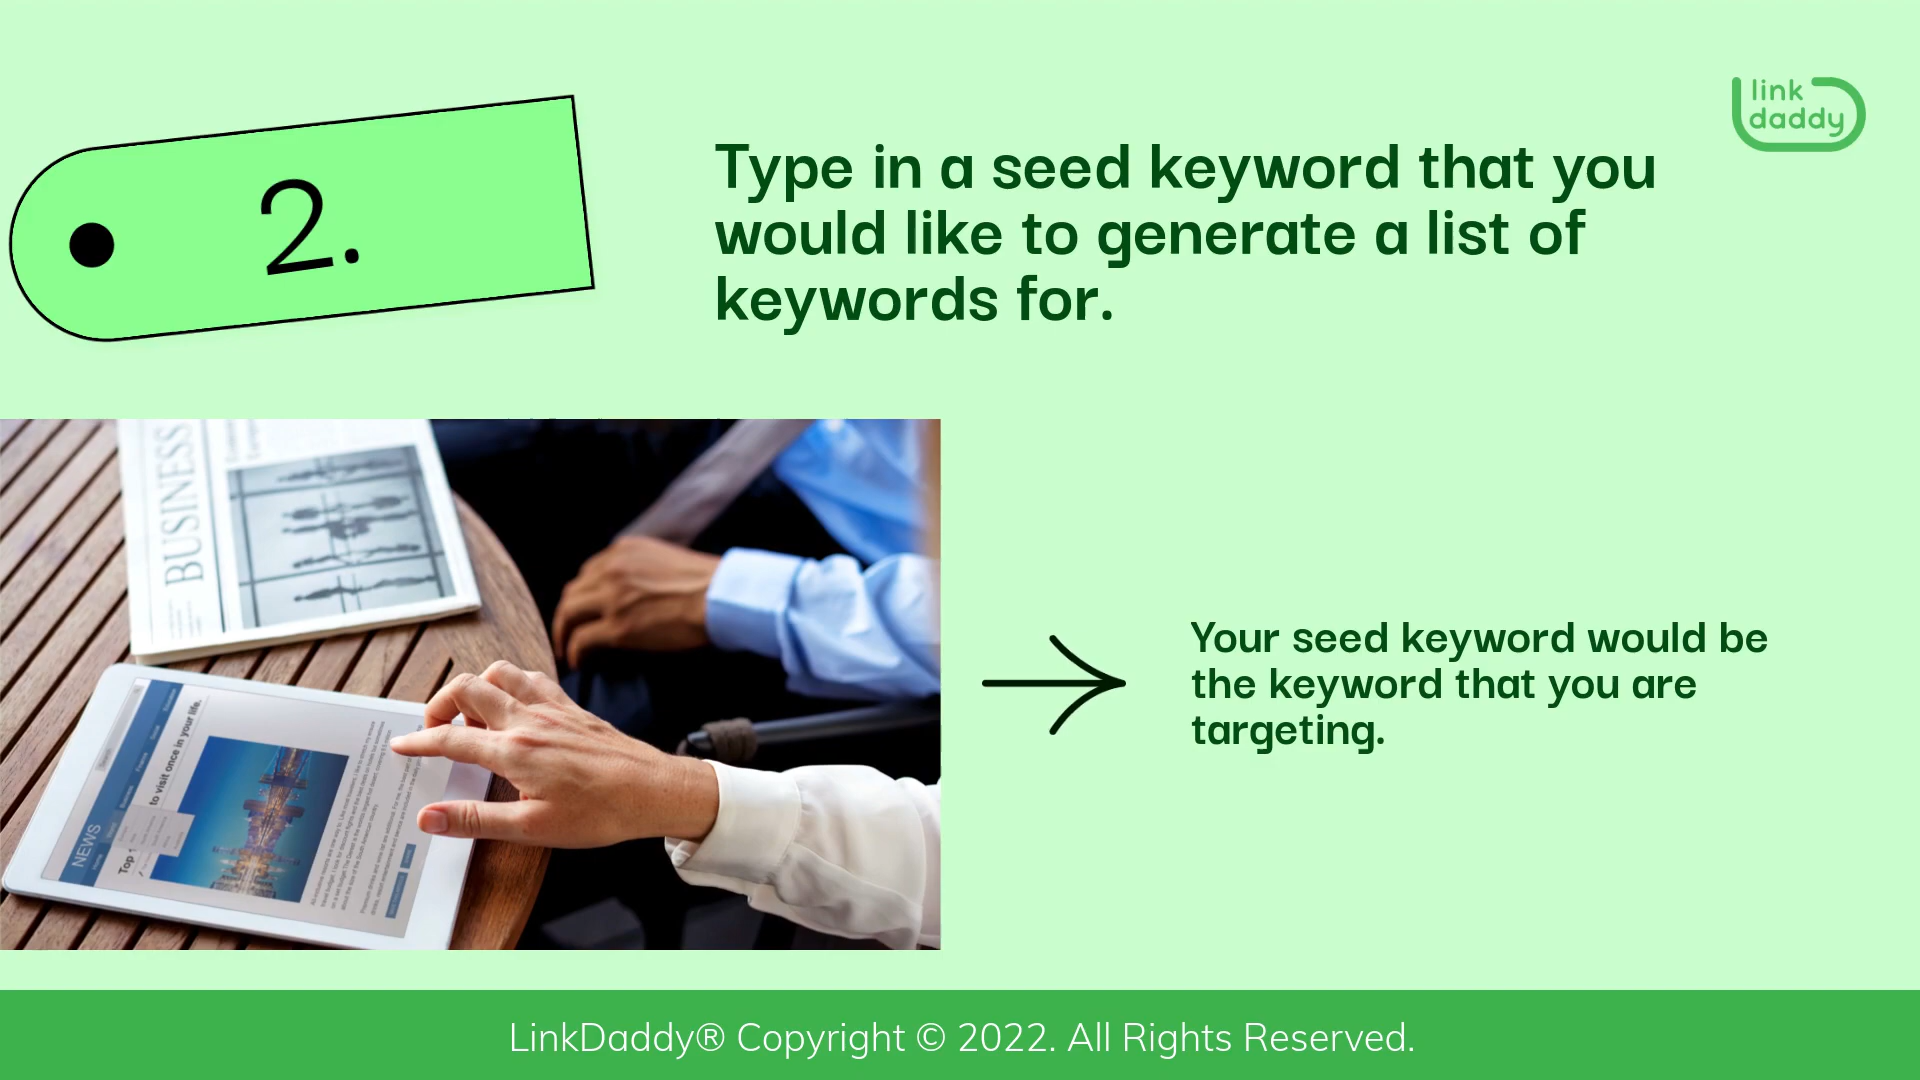 link
daddy
2.
Type in a seed keyword that you
would like to generate a list of
keywords for.
BUSINESS
NEWS
to visit once in your life.
Top
Your seed keyword would be
the keyword that you are
targeting.
LinkDaddy® Copyright © 2022. All Rights Reserved.